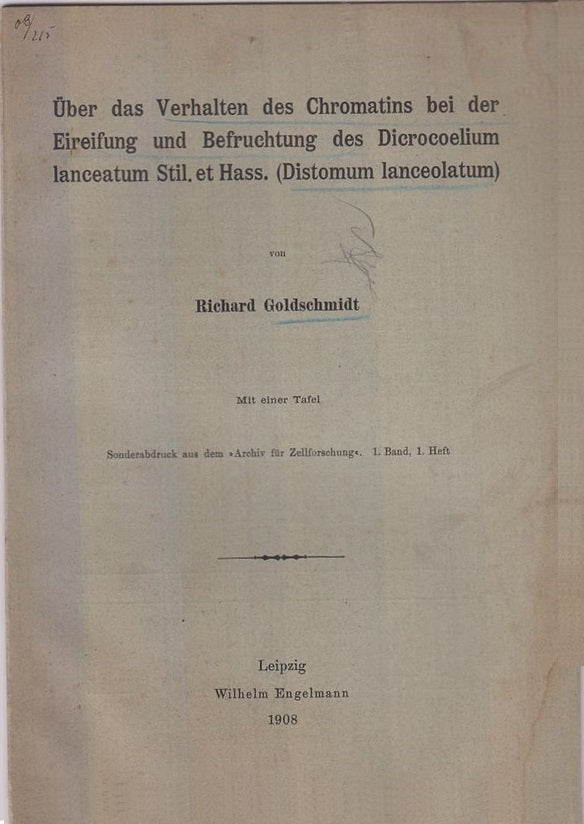 Über das Verhalten des Chromatins bei der
Eireifung und Befruchtung des Dicrocoelium
lanceatum Stil. et Hass. (Distomum lanceolatum)
von
Richard Goldschmidt
Mit einer Tafel
Sonderabdruck aus dem »Archiv für Zellforschung«. 1. Band, 1. Heft
Leipzig
Wilhelm Engelmann
1908